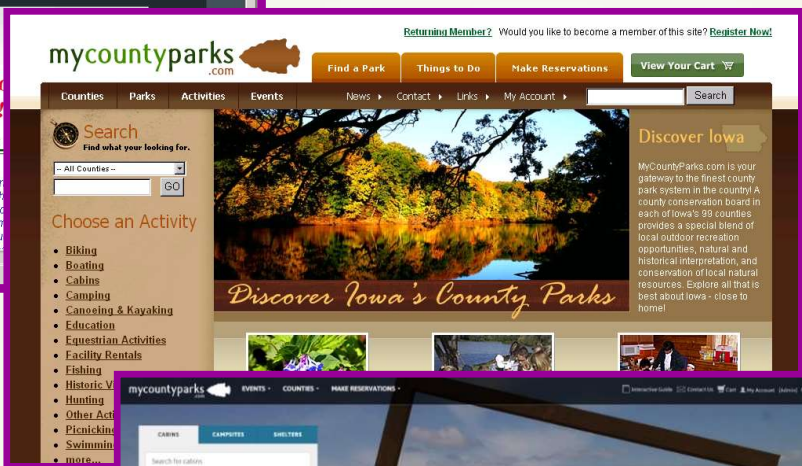 Returning Member? Would you like to become a member of this site? Register Now!
mycountyparks
.com
Find a Park Things to Do Make Reservations View Your Cart
Counties Parks Activities Events News Contact Links My Account Search
Search
Find what your looking for.
-- All Counties --
GO
Choose an Activity
Biking
Boating
Cabins
Camping
Canoeing & Kayaking
Education
Equestrian Activities
Facility Rentals
Fishing
Historic V
Hunting
Other Acti
Picnicking
Swimmin
more...
Discover Iowa's County Parks
Discover Iowa
MyCountyParks.com is your
gateway to the finest county
park system in the country! A
county conservation board in
each of Iowa's 99 counties
provides a special blend of
local outdoor recreation
opportunities, natural and
historical interpretation, and
conservation of local natural
resources. Explore all that is
best about Iowa - close to
home!
mycountyparks
.com
EVENTS COUNTIES MAKE RESERVATIONS
Interactive Guide Contact Us Cart My Account (Admin)
CABINS CAMPSITES SHELTERS
Search for cabins